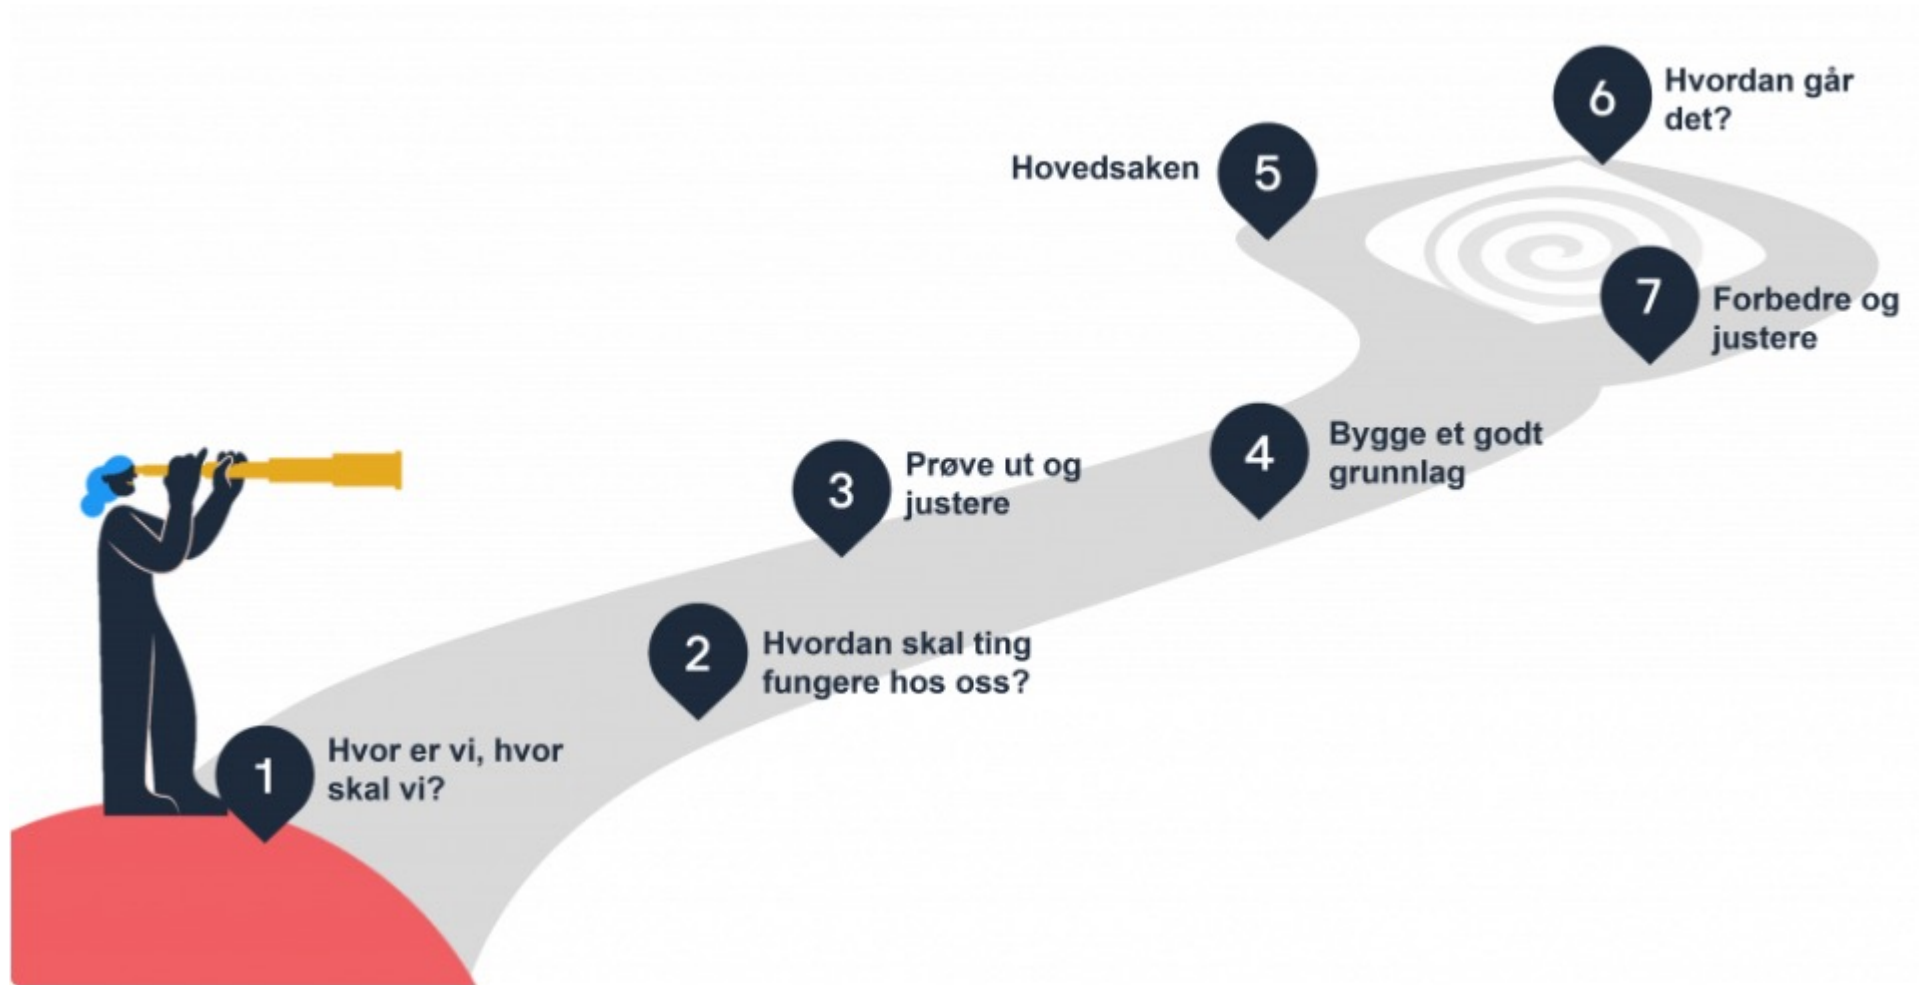 1
Hvor er vi, hvor
skal vi?
2
Hvordan skal ting
fungere hos oss?
3
Prøve ut og
justere
4
Bygge et godt
grunnlag
5
Hovedsaken
6
Hvordan går
det?
7
Forbedre og
justere